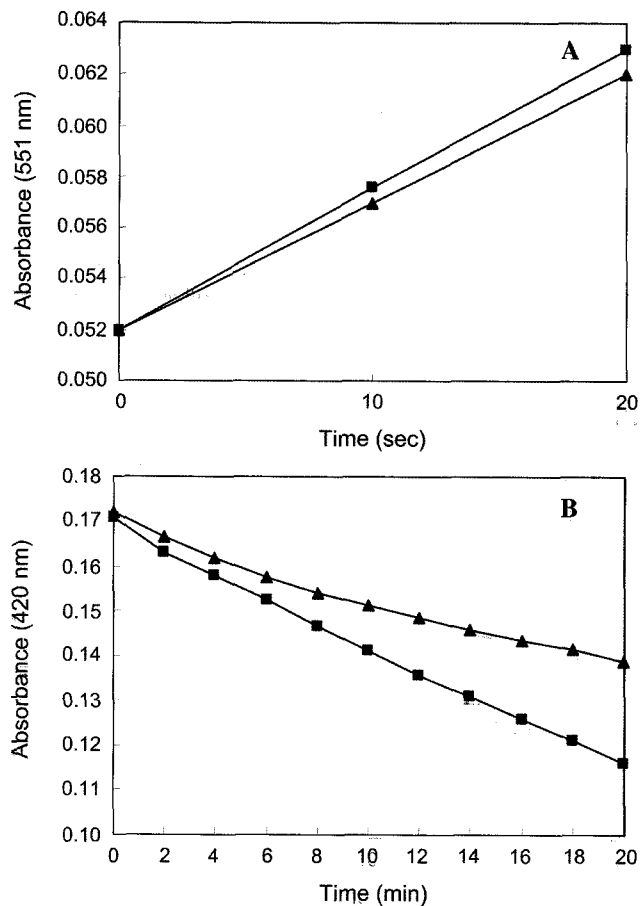 A
Absorbance (551 nm)
0.064
0.062
0.060
0.058
0.056
0.054
0.052
0.050
0 10 20
Time (sec)
B
Absorbance (420 nm)
0.18
0.17
0.16
0.15
0.14
0.13
0.12
0.11
0.10
0 2 4 6 8 10 12 14 16 18 20
Time (min)